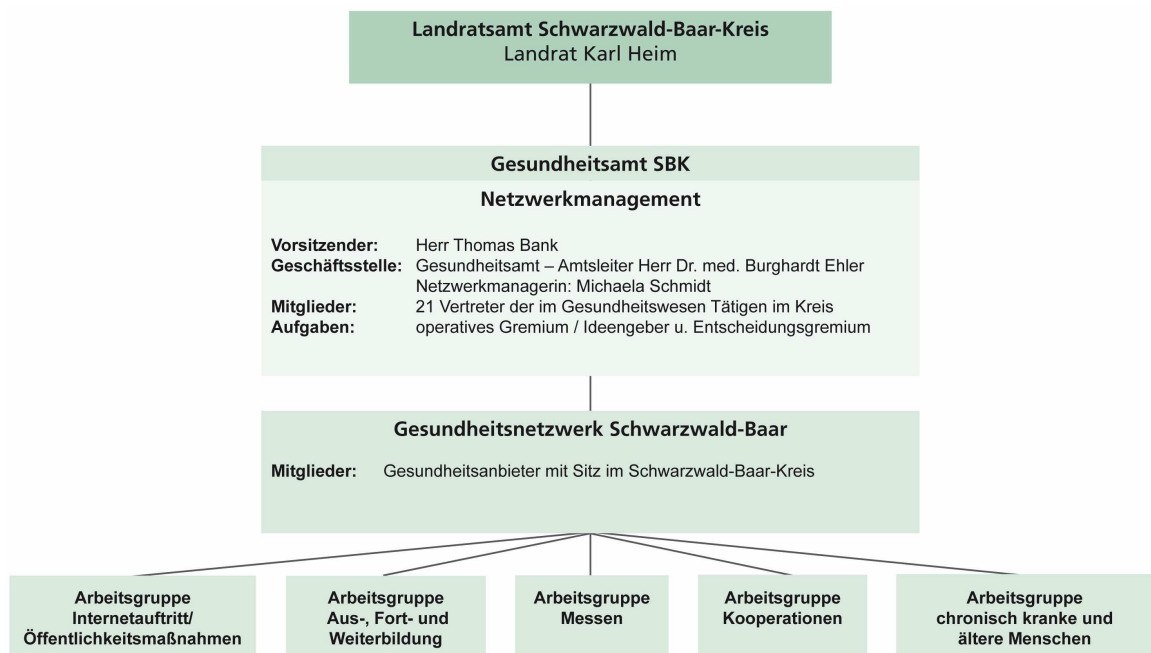 Landratsamt Schwarzwald-Baar-Kreis
Landrat Karl Heim
Gesundheitsamt SBK
Netzwerkmanagement
Vorsitzender: Herr Thomas Bank
Geschäftsstelle: Gesundheitsamt – Amtsleiter Herr Dr. med. Burghardt Ehler
Netzwerkmanagerin: Michaela Schmidt
Mitglieder: 21 Vertreter der im Gesundheitswesen Tätigen im Kreis
Aufgaben: operatives Gremium / Ideengeber u. Entscheidungsgremium
Gesundheitsnetzwerk Schwarzwald-Baar
Mitglieder: Gesundheitsanbieter mit Sitz im Schwarzwald-Baar-Kreis
Arbeitsgruppe
Internetauftritt/
Öffentlichkeitsmaßnahmen
Arbeitsgruppe
Aus-, Fort- und
Weiterbildung
Arbeitsgruppe
Messen
Arbeitsgruppe
Kooperationen
Arbeitsgruppe
chronisch kranke und
ältere Menschen